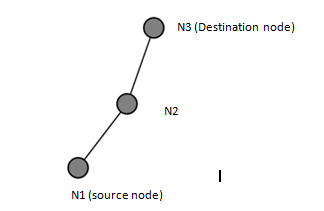 N3 (Destination node)
N2
N1 (source node)